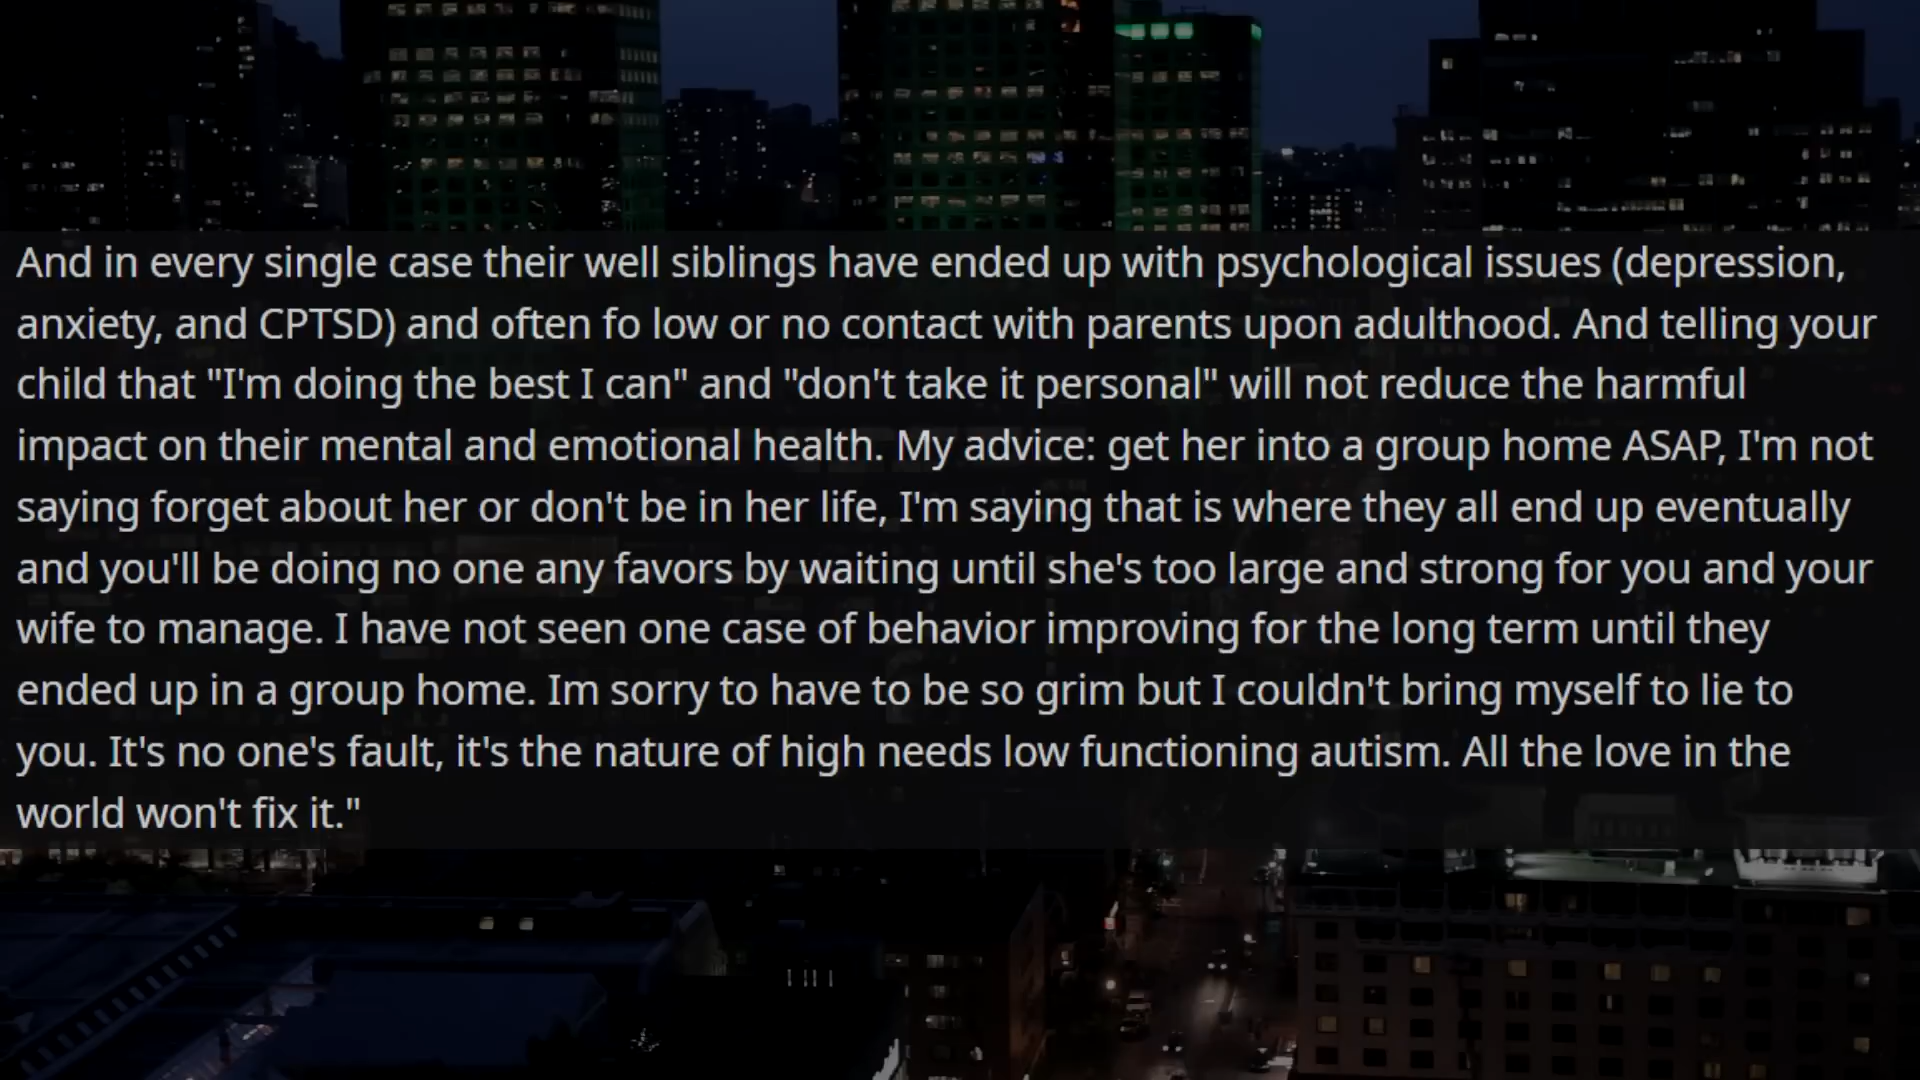 And in every single case their well siblings have ended up with psychological issues (depression,
anxiety, and CPTSD) and often fo low or no contact with parents upon adulthood. And telling your
child that "I'm doing the best I can" and "don't take it personal" will not reduce the harmful
impact on their mental and emotional health. My advice: get her into a group home ASAP, I'm not
saying forget about her or don't be in her life, I'm saying that is where they all end up eventually
and you'll be doing no one any favors by waiting until she's too large and strong for you and your
wife to manage. I have not seen one case of behavior improving for the long term until they
ended up in a group home. Im sorry to have to be so grim but I couldn't bring myself to lie to
you. It's no one's fault, it's the nature of high needs low functioning autism. All the love in the
world won't fix it."